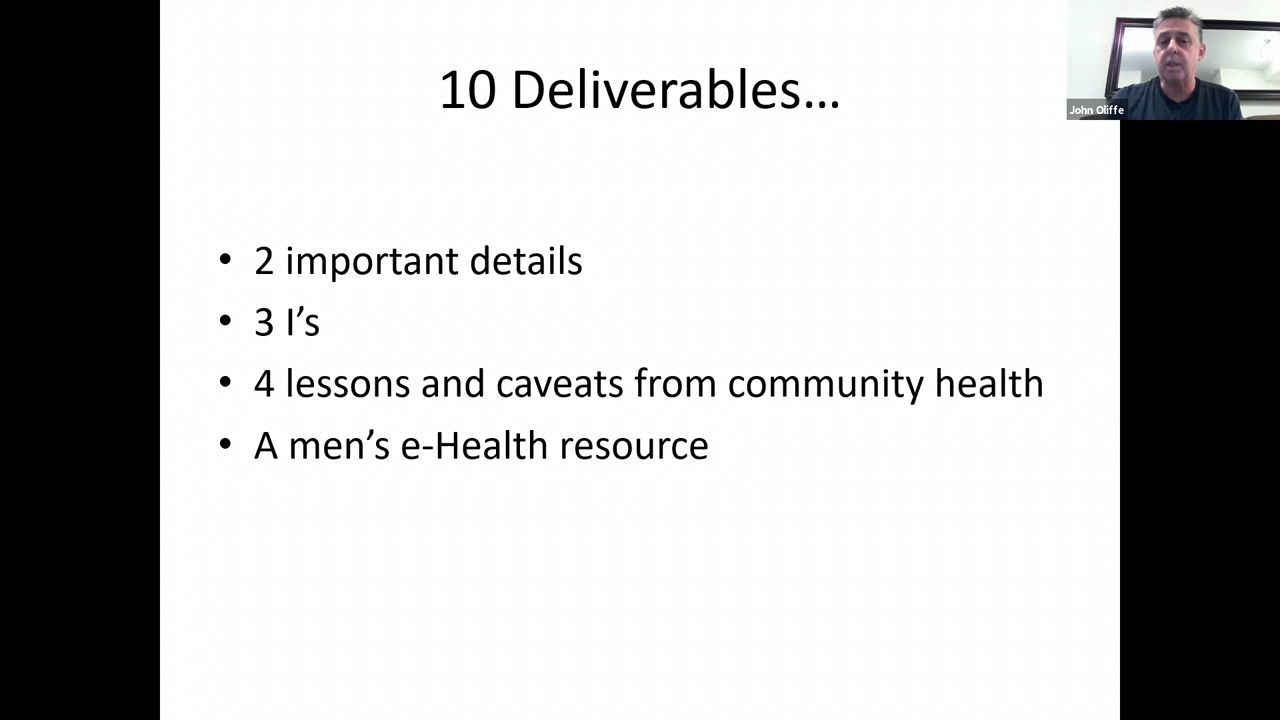 10 Deliverables…
John Oliffe
• 2 important details
• 3 I’s
• 4 lessons and caveats from community health
• A men’s e-Health resource